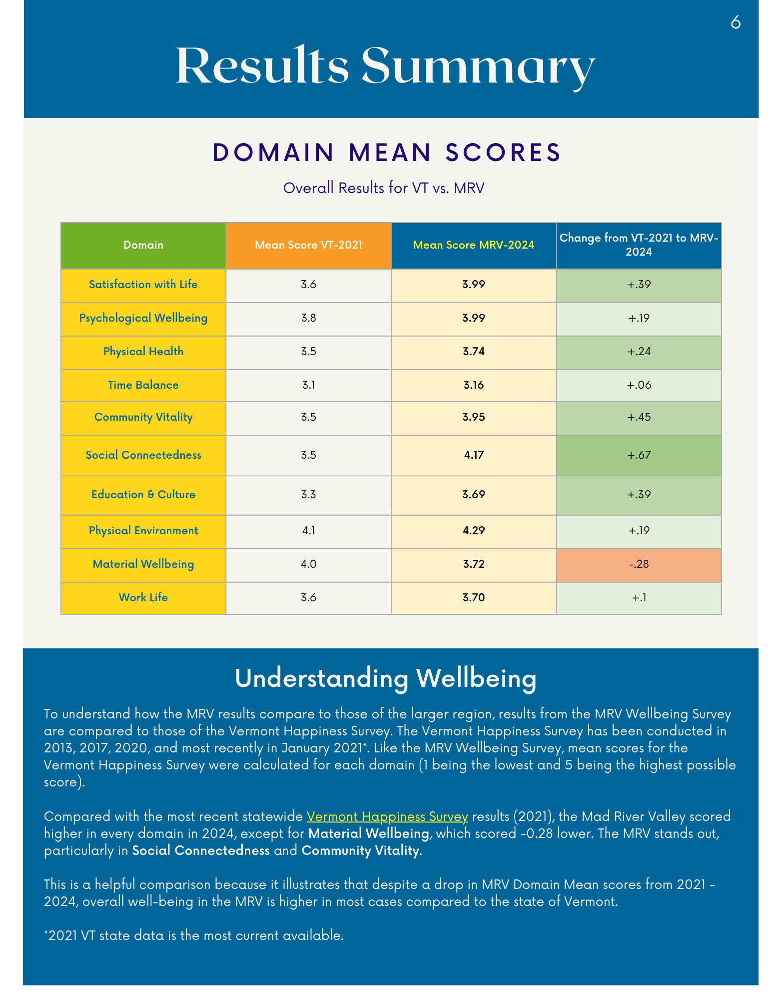 6
Results Summary
DOMAIN MEAN SCORES
Overall Results for VT vs. MRV
Domain
Mean Score VT-2021
Mean Score MRV-2024
Change from VT-2021 to MRV-
2024
Satisfaction with Life
3.6
3.99
+.39
Psychological Wellbeing
3.8
3.99
+.19
Physical Health
3.5
3.74
+.24
Time Balance
3.1
3.16
+.06
Community Vitality
3.5
3.95
+.45
Social Connectedness
3.5
4.17
+.67
Education & Culture
3.3
3.69
+.39
Physical Environment
4.1
4.29
+.19
Material Wellbeing
4.0
3.72
-.28
Work Life
3.6
3.70
+.1
Understanding Wellbeing
To understand how the MRV results compare to those of the larger region, results from the MRV Wellbeing Survey
are compared to those of the Vermont Happiness Survey. The Vermont Happiness Survey has been conducted in
2013, 2017, 2020, and most recently in January 2021*. Like the MRV Wellbeing Survey, mean scores for the
Vermont Happiness Survey were calculated for each domain (1 being the lowest and 5 being the highest possible
score).
Compared with the most recent statewide Vermont Happiness Survey results (2021), the Mad River Valley scored
higher in every domain in 2024, except for Material Wellbeing, which scored -0.28 lower. The MRV stands out,
particularly in Social Connectedness and Community Vitality.
This is a helpful comparison because it illustrates that despite a drop in MRV Domain Mean scores from 2021 -
2024, overall well-being in the MRV is higher in most cases compared to the state of Vermont.
*2021 VT state data is the most current available.